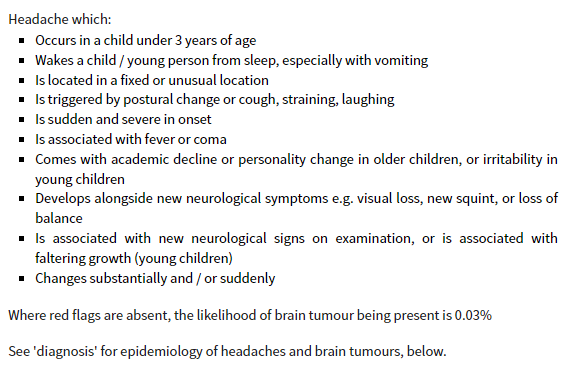 Headache which:
▪ Occurs in a child under 3 years of age
▪ Wakes a child / young person from sleep, especially with vomiting
▪ Is located in a fixed or unusual location
▪ Is triggered by postural change or cough, straining, laughing
▪ Is sudden and severe in onset
▪ Is associated with fever or coma
▪ Comes with academic decline or personality change in older children, or irritability in
young children
▪ Develops alongside new neurological symptoms e.g. visual loss, new squint, or loss of
balance
▪ Is associated with new neurological signs on examination, or is associated with
faltering growth (young children)
▪ Changes substantially and / or suddenly
Where red flags are absent, the likelihood of brain tumour being present is 0.03%
See 'diagnosis' for epidemiology of headaches and brain tumours, below.